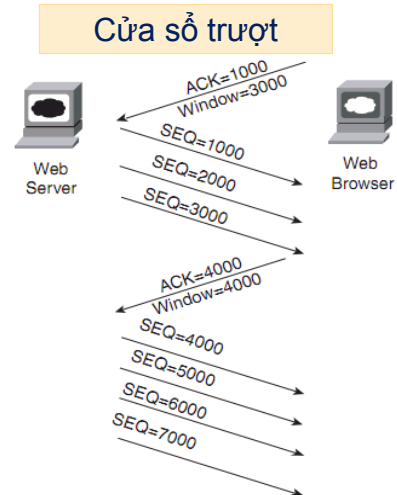 Cửa sổ trượt
ACK=1000
Window=3000
SEQ=1000
SEQ=2000
SEQ=3000
Web
Server
Web
Browser
ACK=4000
Window=4000
SEQ=4000
SEQ=5000
SEQ=6000
SEQ=7000